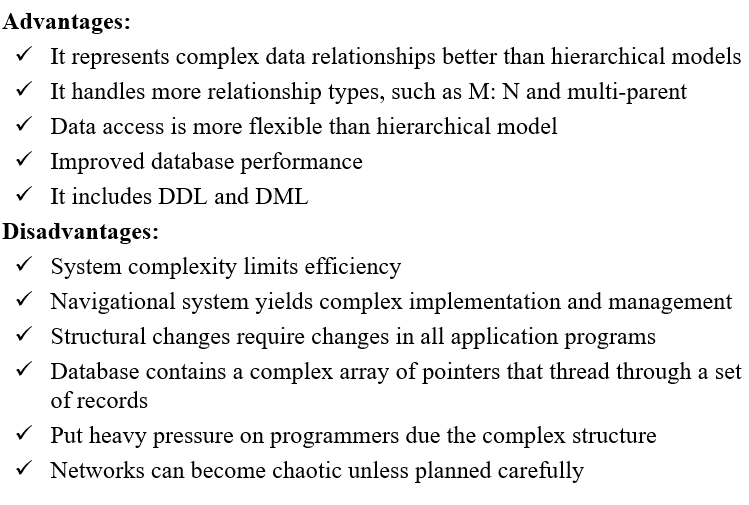 Advantages:
✓ It represents complex data relationships better than hierarchical models
✓ It handles more relationship types, such as M: N and multi-parent
✓ Data access is more flexible than hierarchical model
✓ Improved database performance
✓ It includes DDL and DML
Disadvantages:
✓ System complexity limits efficiency
✓ Navigational system yields complex implementation and management
✓ Structural changes require changes in all application programs
✓ Database contains a complex array of pointers that thread through a set
of records
✓ Put heavy pressure on programmers due the complex structure
✓ Networks can become chaotic unless planned carefully